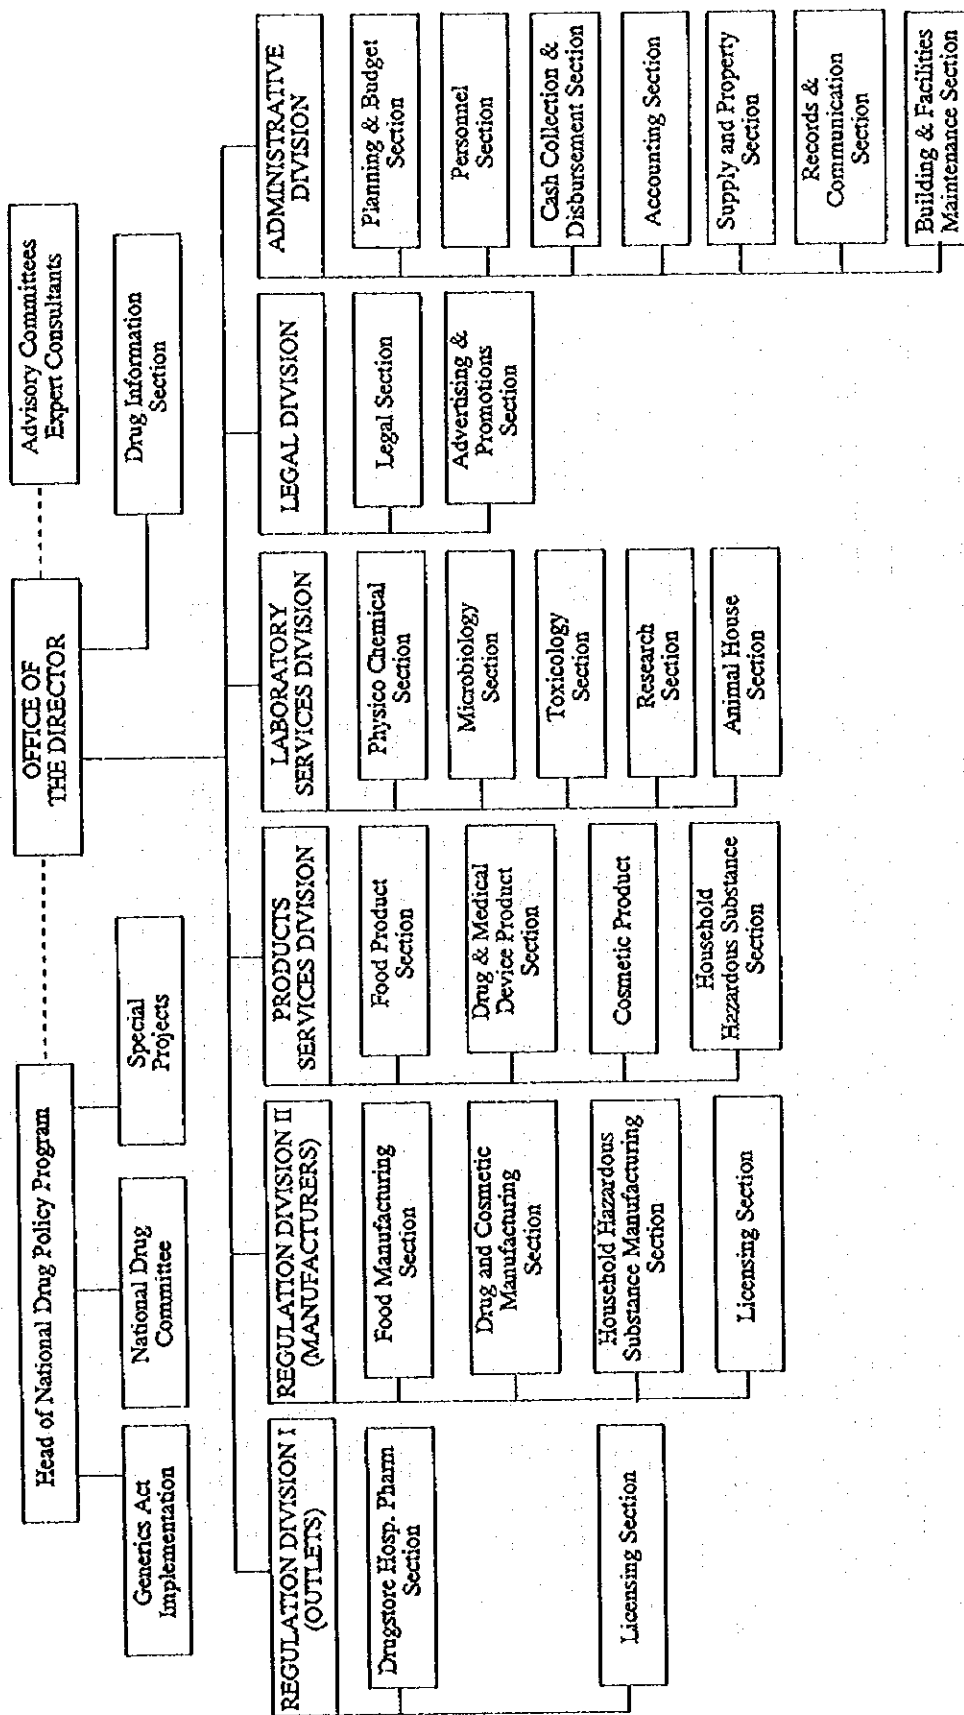 Head of National Drug Policy Program
OFFICE OF
THE DIRECTOR
Advisory Committees
Expert Consultants
Generics Act
Implementation
National Drug
Committee
Special
Projects
Drug Information
Section
REGULATION DIVISION I
(OUTLETS)
Drugstore Hosp. Pharm
Section
Licensing Section
REGULATION DIVISION II
(MANUFACTURERS)
Food Manufacturing
Section
Drug and Cosmetic
Manufacturing
Section
Household Hazardous
Substance Manufacturing
Section
Licensing Section
PRODUCTS
SERVICES DIVISION
Food Product
Section
Drug & Medical
Device Product
Section
Cosmetic Product
Household
Hazardous Substance
Section
LABORATORY
SERVICES DIVISION
Physico Chemical
Section
Microbiology
Section
Toxicology
Section
Research
Section
Animal House
Section
LEGAL DIVISION
Legal Section
Advertising &
Promotions
Section
ADMINISTRATIVE
DIVISION
Planning & Budget
Section
Personnel
Section
Cash Collection &
Disbursement Section
Accounting Section
Supply and Property
Section
Records &
Communication
Section
Building & Facilities
Maintenance Section